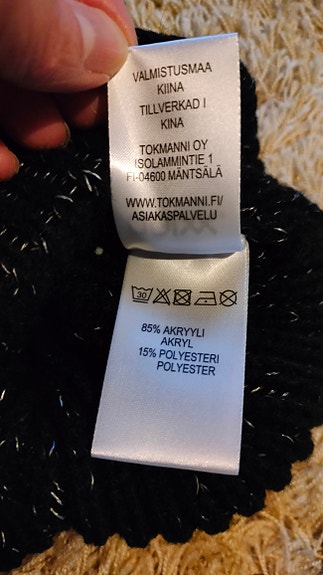 VALMISTUSMAA
KIINA
TILLVERKAD I
KINA
TOKMANNI OY
ISOLAMMINTIE 1
FI-04600 MÄNTSÄLÄ
WWW.TOKMANNI.FI/
ASIAKASPALVELU
30
85% AKRYYLI
AKRYL
15% POLYESTERI
POLYESTER